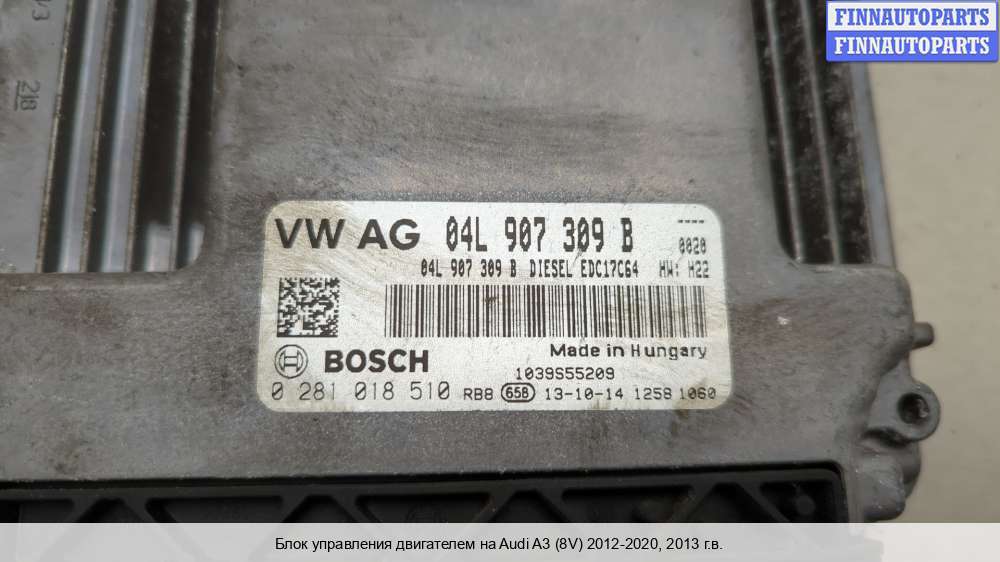 FINNAUTOPARTS
FINNAUTOPARTS
218
VW AG 04L 907 309 B ----
0020
04L 907 309 B DIESEL EDC17C64 HW: H22
BOSCH
Made in Hungary
1039S55209
0 281 018 510 RB8 658 13-10-14 1258 1060
Блок управления двигателем на Audi A3 (8V) 2012-2020, 2013 г.в.